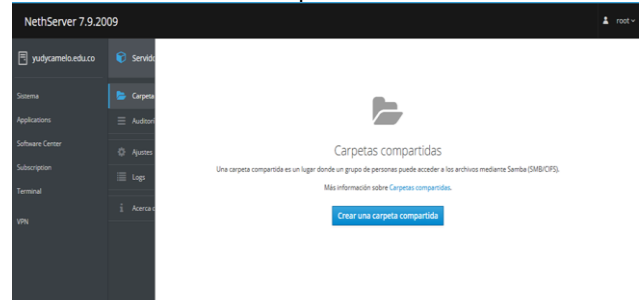 NethServer 7.9.2009
root
yudycamelo.edu.co
Sistema
Applications
Software Center
Subscription
Terminal
VPN
Servido
Carpeta
Auditorí
Ajustes
Logs
Acerca d
Carpetas compartidas
Una carpeta compartida es un lugar donde un grupo de personas puede acceder a los archivos mediante Samba (SMB/CIFS).
Más información sobre Carpetas compartidas.
Crear una carpeta compartida